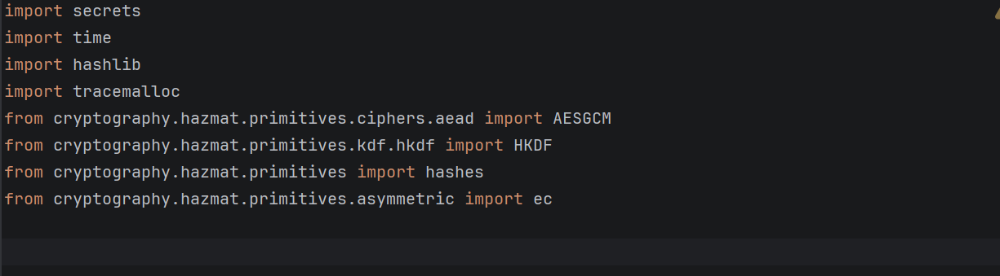 import secrets
import time
import hashlib
import tracemalloc
from cryptography.hazmat.primitives.ciphers.aead import AESGCM
from cryptography.hazmat.primitives.kdf.hkdf import HKDF
from cryptography.hazmat.primitives import hashes
from cryptography.hazmat.primitives.asymmetric import ec